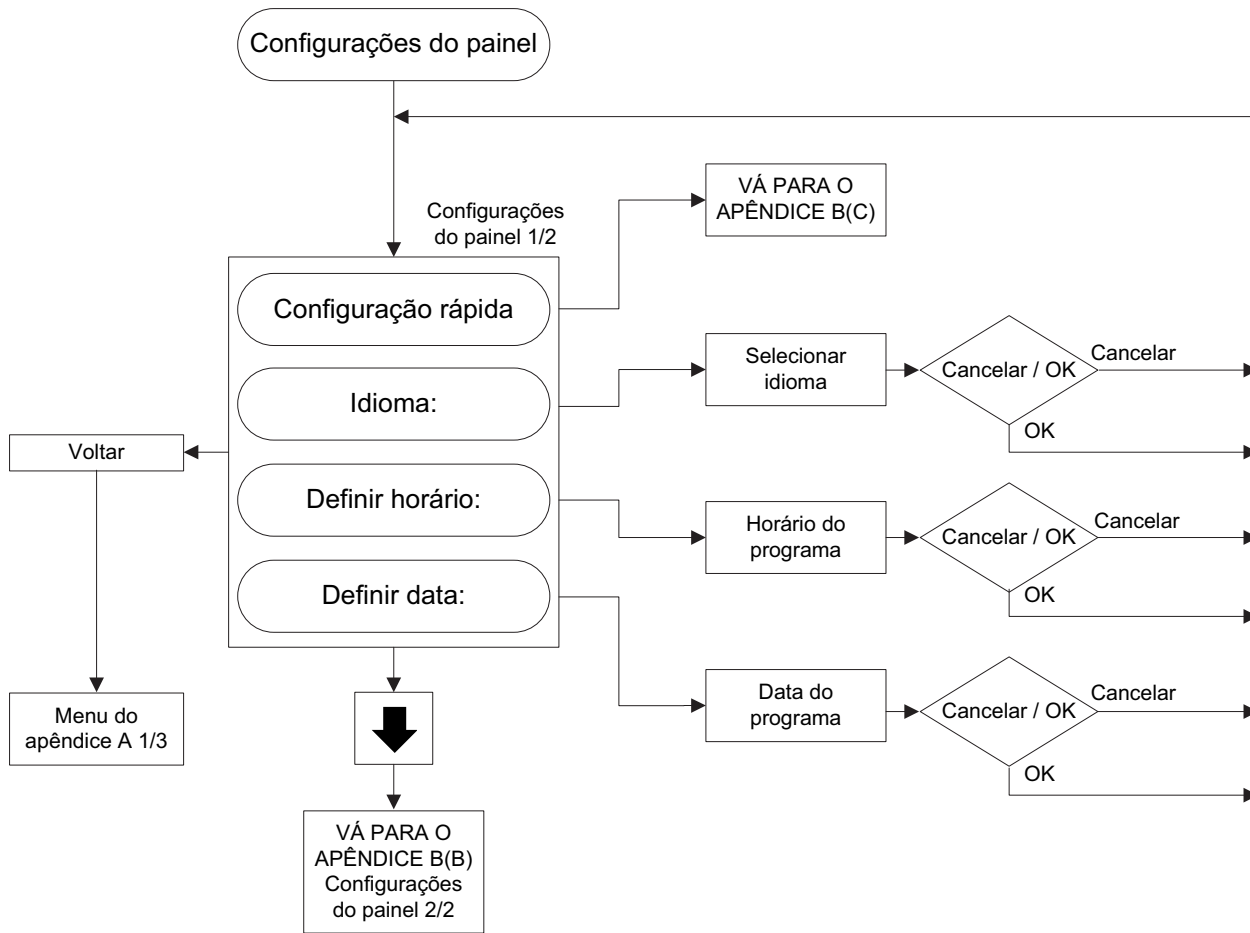 Configurações do painel
VÁ PARA O
APÊNDICE B(C)
Configurações
do painel 1/2
Configuração rápida
Selecionar
idioma
Cancelar / OK
Cancelar
OK
Idioma:
Voltar
Definir horário:
Horário do
programa
Cancelar / OK
Cancelar
OK
Definir data:
Data do
programa
Cancelar / OK
Cancelar
OK
Menu do
apêndice A 1/3
VÁ PARA O
APÊNDICE B(B)
Configurações
do painel 2/2